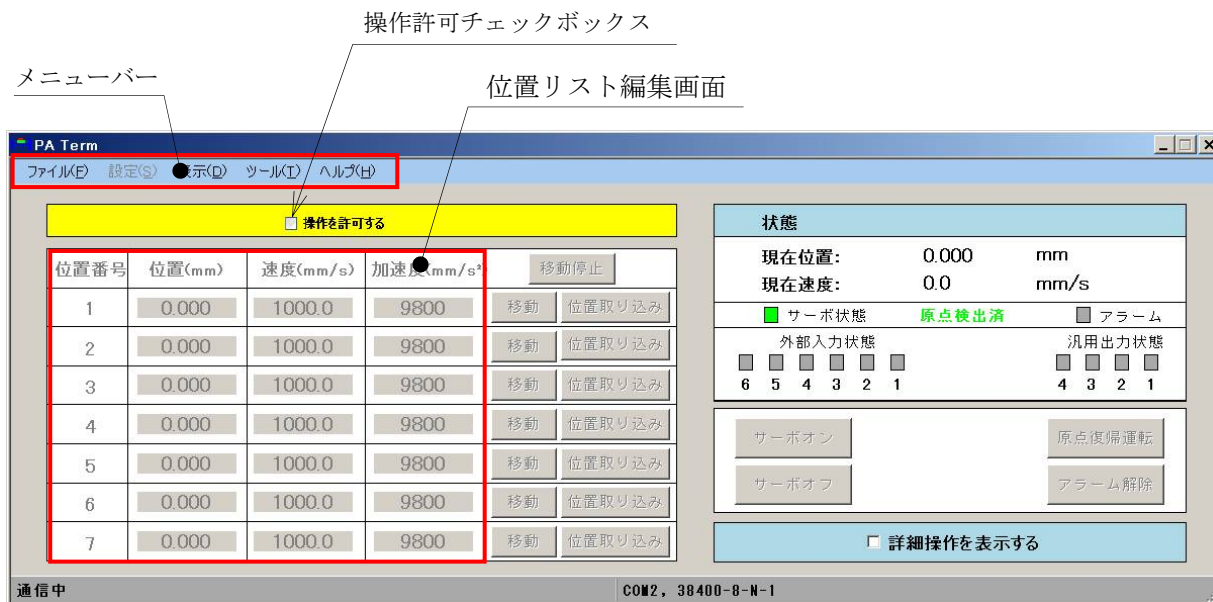 操作許可チェックボックス
メニューバー
位置リスト編集画面
PA Term
ファイル(F) 設定(S) 表示(D) ツール(T) ヘルプ(H)
操作を許可する
状態
現在位置: 0.000 mm
現在速度: 0.0 mm/s
サーボ状態 原点検出済 アラーム
外部入力状態 汎用出力状態
6 5 4 3 2 1 4 3 2 1
位置番号 位置(mm) 速度(mm/s) 加速度(mm/s²) 移動停止
1 0.000 1000.0 9800 移動 位置取り込み
2 0.000 1000.0 9800 移動 位置取り込み
3 0.000 1000.0 9800 移動 位置取り込み
4 0.000 1000.0 9800 移動 位置取り込み
5 0.000 1000.0 9800 移動 位置取り込み
6 0.000 1000.0 9800 移動 位置取り込み
7 0.000 1000.0 9800 移動 位置取り込み
サーボオン 原点復帰運転
サーボオフ アラーム解除
詳細操作を表示する
通信中 COM2, 38400-8-N-1